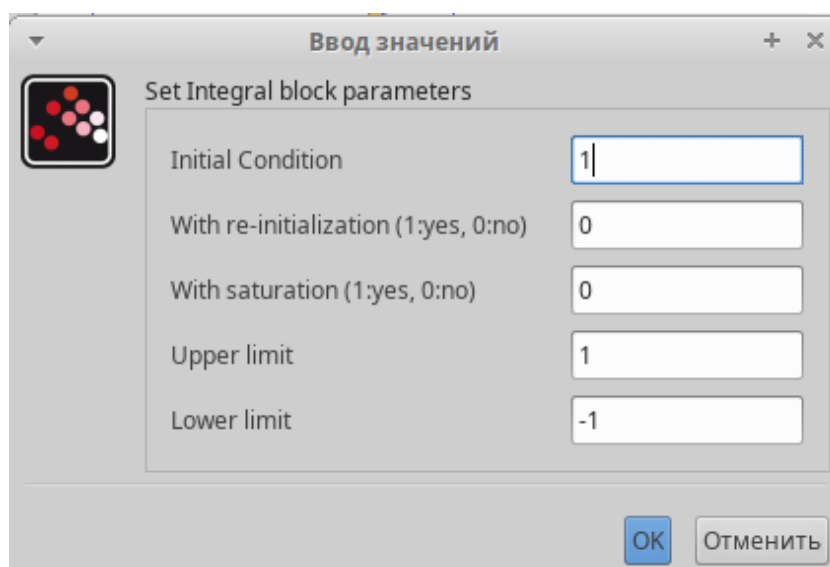 Ввод значений
Set Integral block parameters
Initial Condition 1
With re-initialization (1:yes, 0:no) 0
With saturation (1:yes, 0:no) 0
Upper limit 1
Lower limit -1
OK Отменить